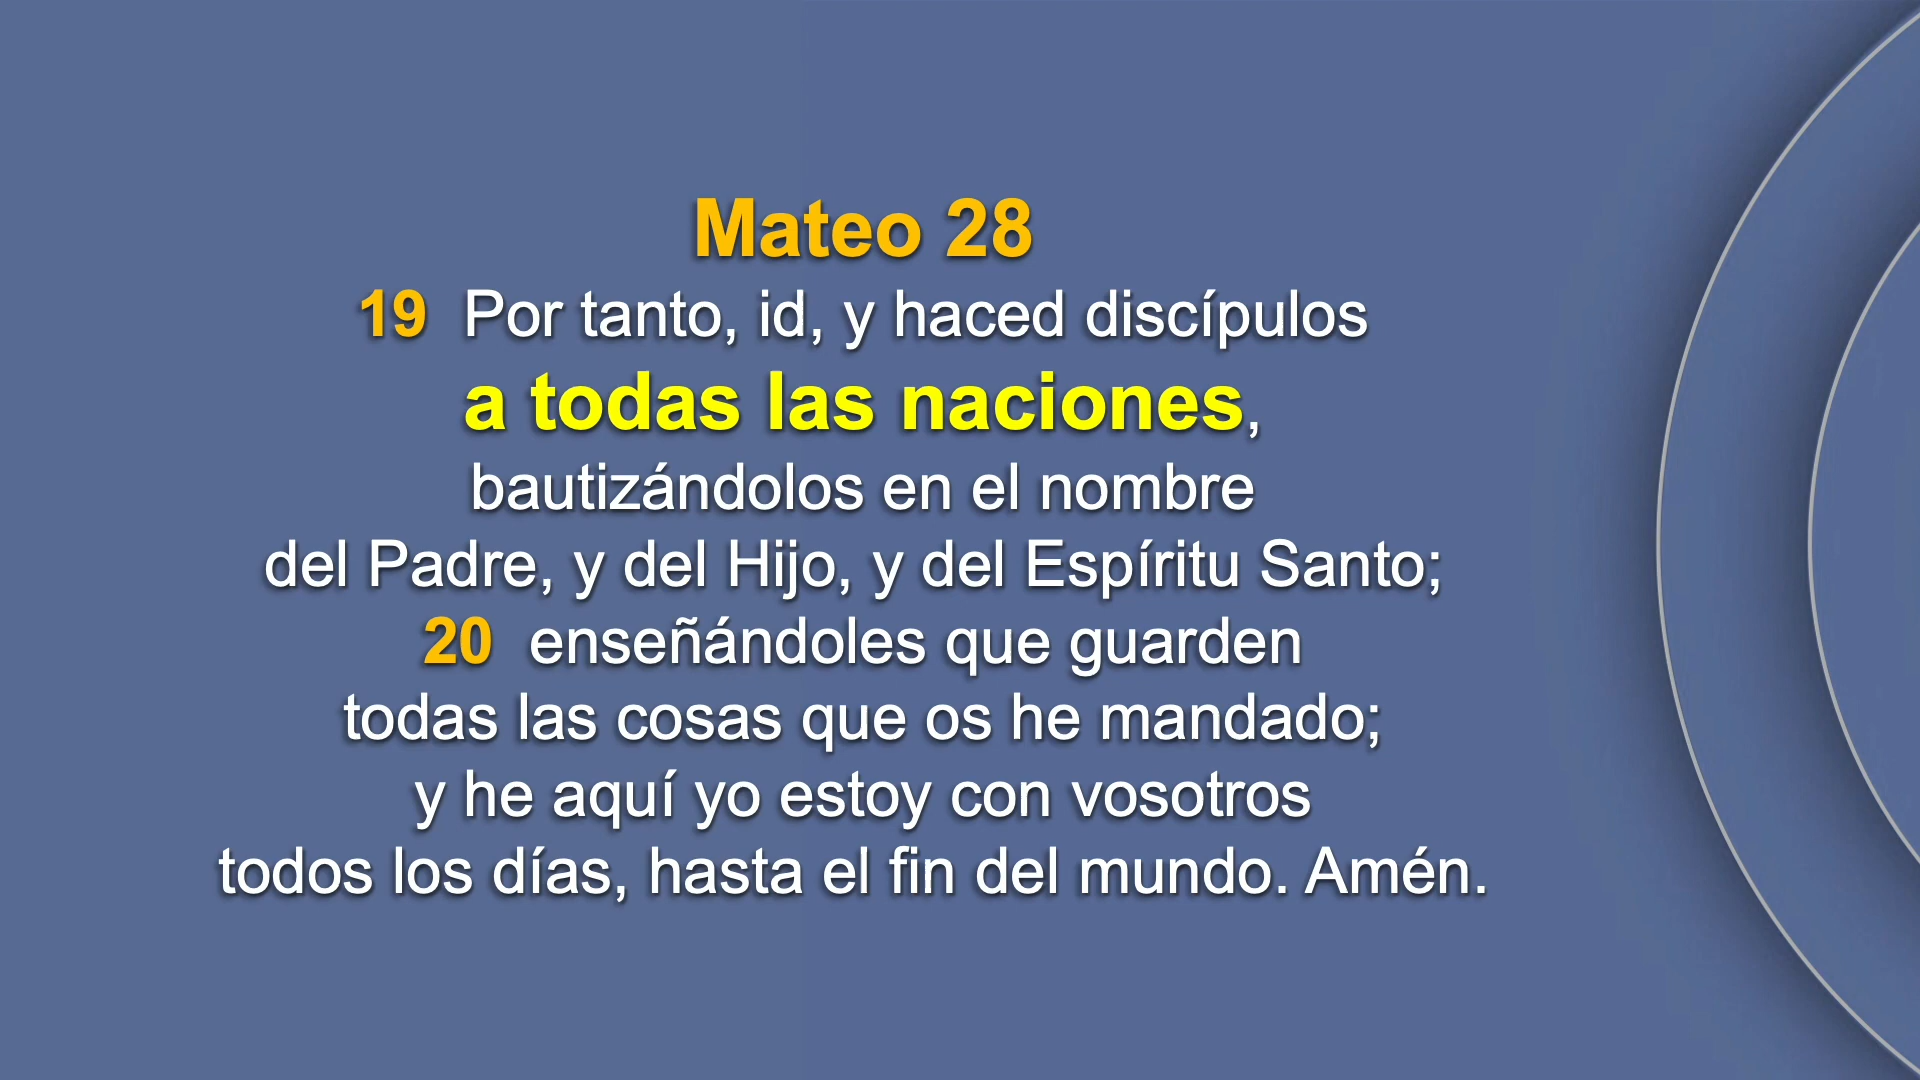 Mateo 28
19 Por tanto, id, y haced discípulos
a todas las naciones,
bautizándolos en el nombre
del Padre, y del Hijo, y del Espíritu Santo;
20 enseñándoles que guarden
todas las cosas que os he mandado;
y he aquí yo estoy con vosotros
todos los días, hasta el fin del mundo. Amén.